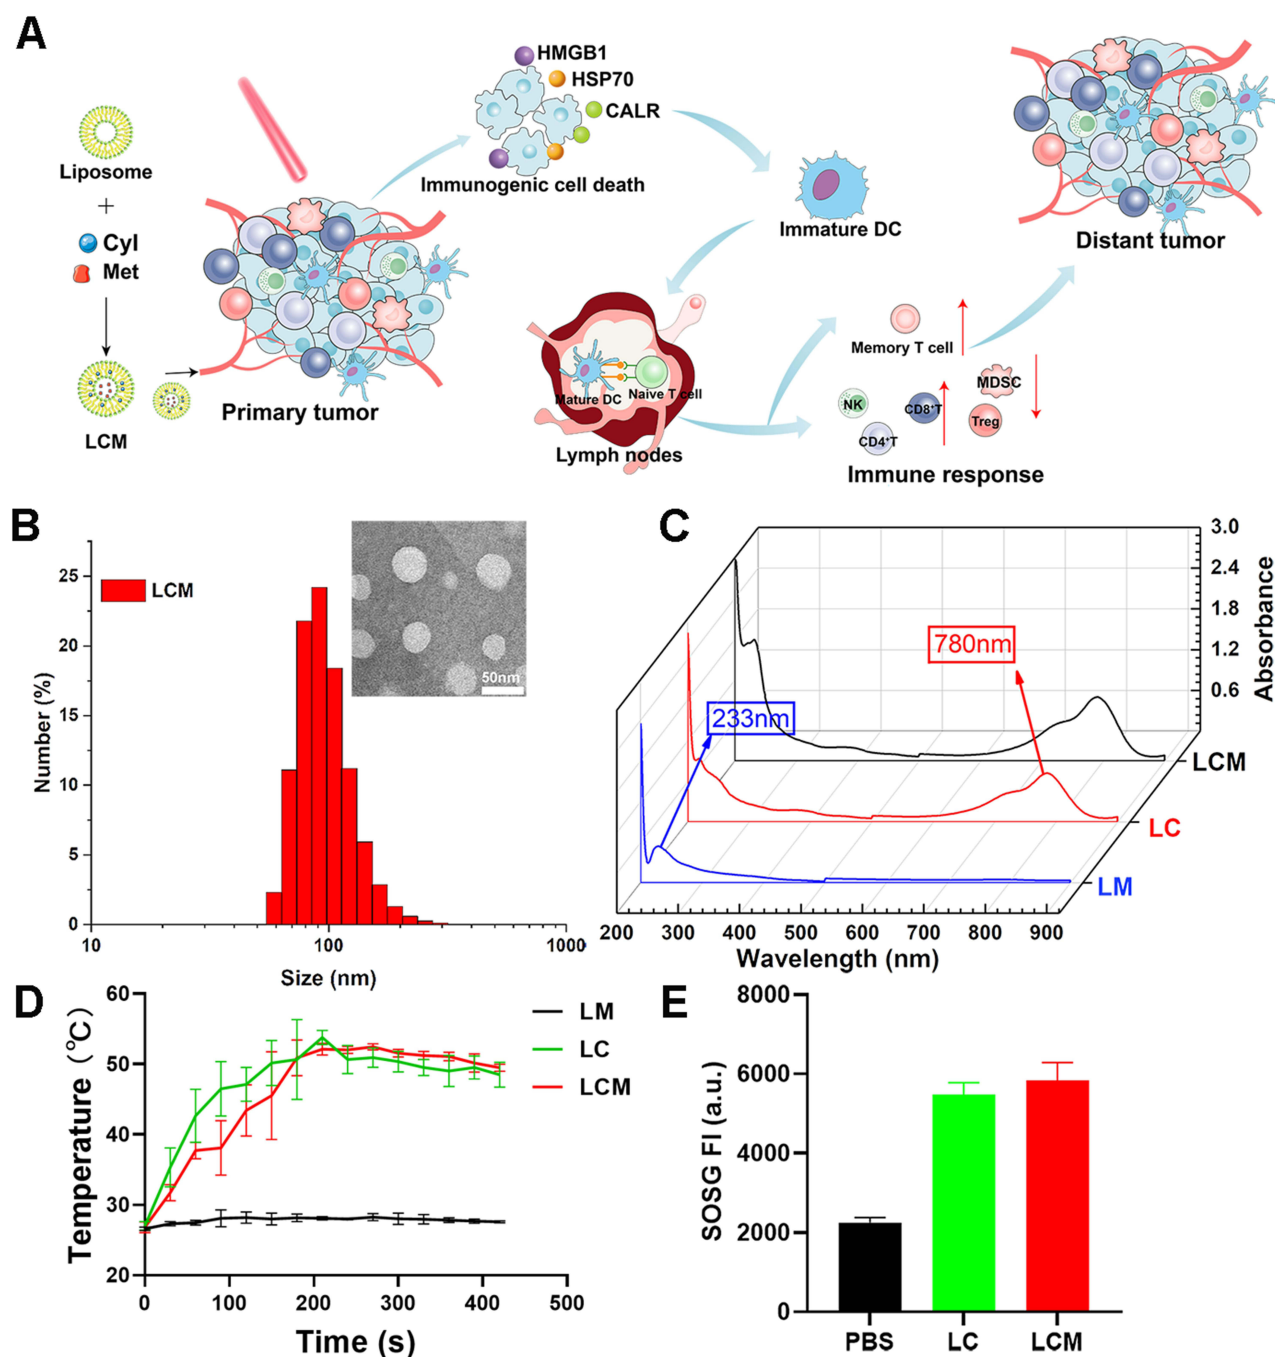 A
HMGB1
HSP70
CALR
Immunogenic cell death
Liposome
+
Cyl
Met
LCM
Primary tumor
Immature DC
Distant tumor
Mature DC
Naive T cell
Lymph nodes
Memory T cell
MDSC
NK
CD8+T
CD4+T
Treg
Immune response
B
LCM
50nm
Number (%)
25
20
15
10
5
0
10
100
1000
Size (nm)
C
3.0
2.4
1.8
1.2
0.6
Absorbance
780nm
233nm
LCM
LC
LM
200 300 400 500 600 700 800 900
Wavelength (nm)
D
LM
LC
LCM
Temperature (℃)
60
50
40
30
20
0 100 200 300 400 500
Time (s)
E
SOSG FI (a.u.)
8000
6000
4000
2000
0
PBS LC LCM